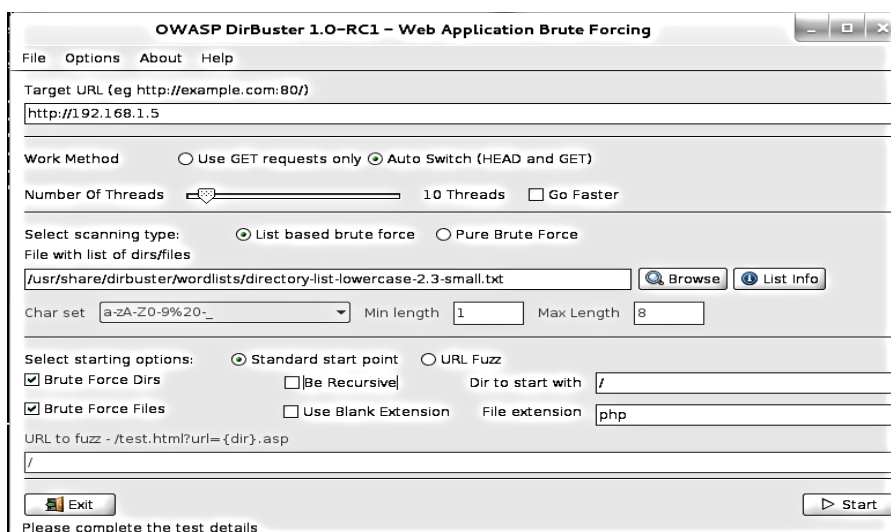 OWASP DirBuster 1.0-RC1 – Web Application Brute Forcing
File Options About Help
Target URL (eg http://example.com:80/)
http://192.168.1.5
Work Method Use GET requests only Auto Switch (HEAD and GET)
Number Of Threads 10 Threads Go Faster
Select scanning type: List based brute force Pure Brute Force
File with list of dirs/files
/usr/share/dirbuster/wordlists/directory-list-lowercase-2.3-small.txt Browse List Info
Char set a-zA-Z0-9%20-_ Min length 1 Max Length 8
Select starting options: Standard start point URL Fuzz
Brute Force Dirs Be Recursive Dir to start with /
Brute Force Files Use Blank Extension File extension php
URL to fuzz - /test.html?url={dir}.asp
/
Exit Start
Please complete the test details